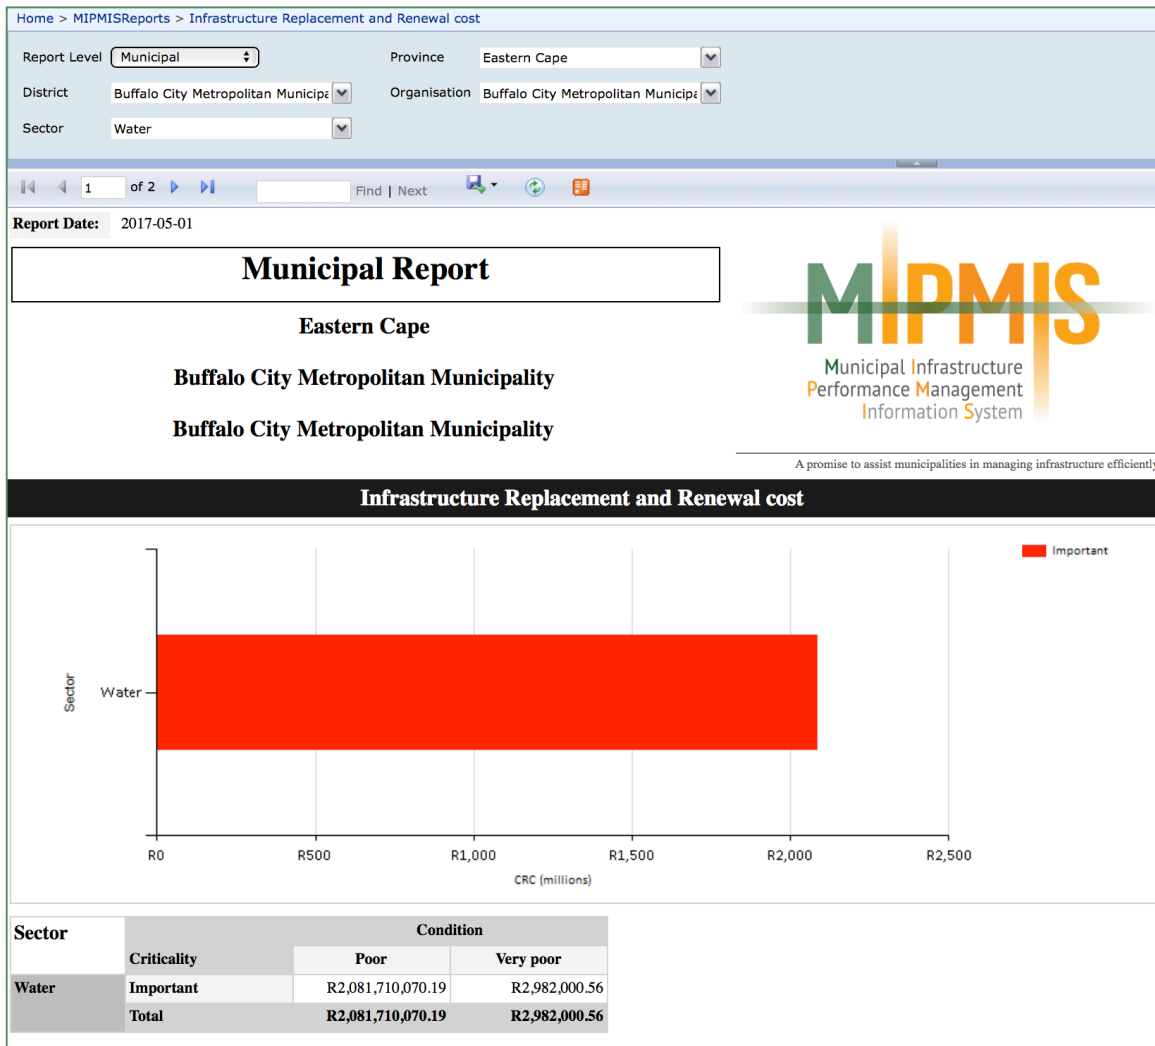 Home > MIPMISReports > Infrastructure Replacement and Renewal cost
Report Level Municipal Province Eastern Cape
District Buffalo City Metropolitan Municipa Organisation Buffalo City Metropolitan Municipa
Sector Water
1 of 2 Find | Next
Report Date: 2017-05-01
Municipal Report
Eastern Cape
Buffalo City Metropolitan Municipality
Buffalo City Metropolitan Municipality
MIPMIS
Municipal Infrastructure
Performance Management
Information System
A promise to assist municipalities in managing infrastructure efficiently
Infrastructure Replacement and Renewal cost
Important
Sector
Water
R0 R500 R1,000 R1,500 R2,000 R2,500
CRC (millions)
Sector Condition
Criticality Poor Very poor
Water Important R2,081,710,070.19 R2,982,000.56
Total R2,081,710,070.19 R2,982,000.56